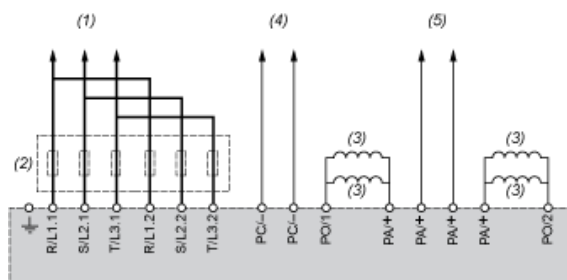 (1) (4) (5)
(3) (3)
(2) (3) (3)
R/L1.1 S/L2.1 T/L3.1 R/L1.2 S/L2.2 T/L3.2 PC/– PC/– PO/1 PA/+ PA/+ PA/+ PA/+ PO/2